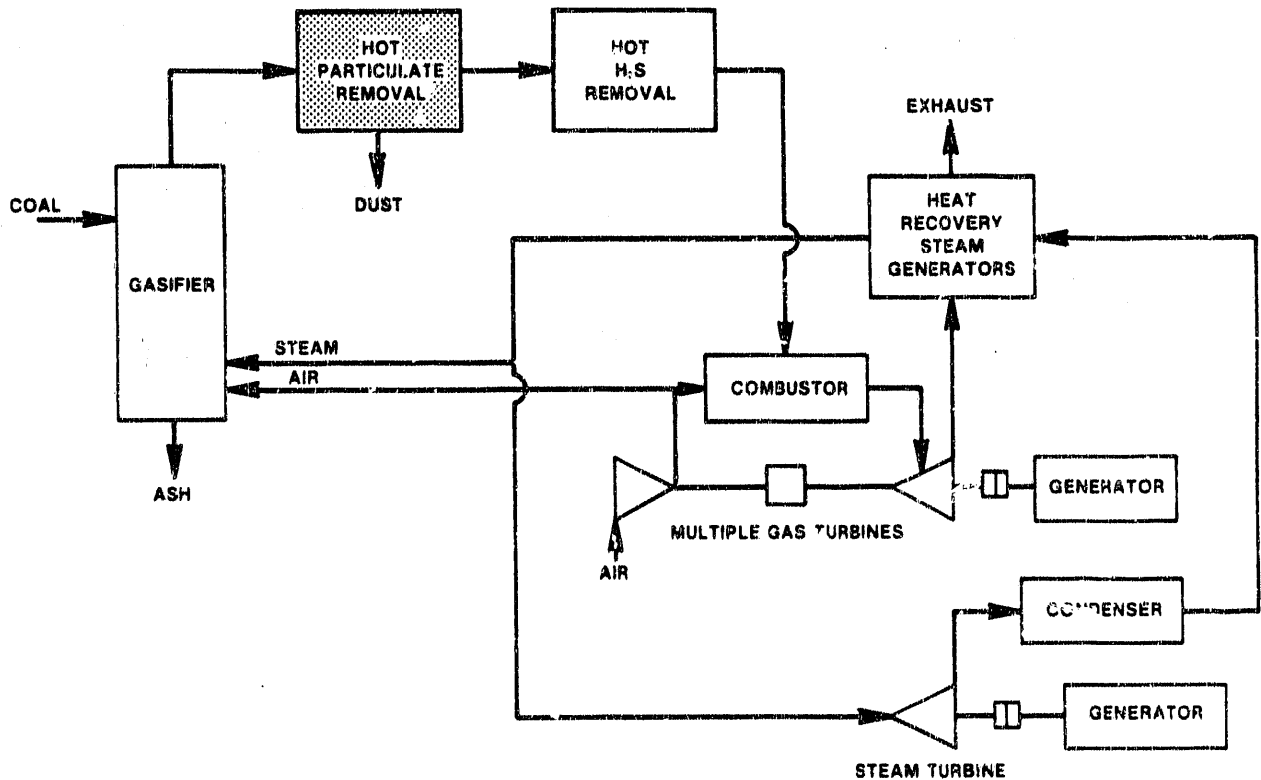 HOT
PARTICULATE
REMOVAL
HOT
H2S
REMOVAL
EXHAUST
COAL
DUST
HEAT
RECOVERY
STEAM
GENERATORS
GASIFIER
STEAM
AIR
COMBUSTOR
ASH
GENERATOR
MULTIPLE GAS TURBINES
AIR
CONDENSER
GENERATOR
STEAM TURBINE